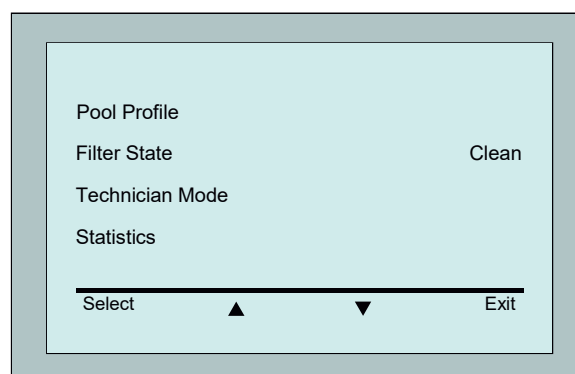 Pool Profile
Filter State Clean
Technician Mode
Statistics
Select ▲ ▼ Exit